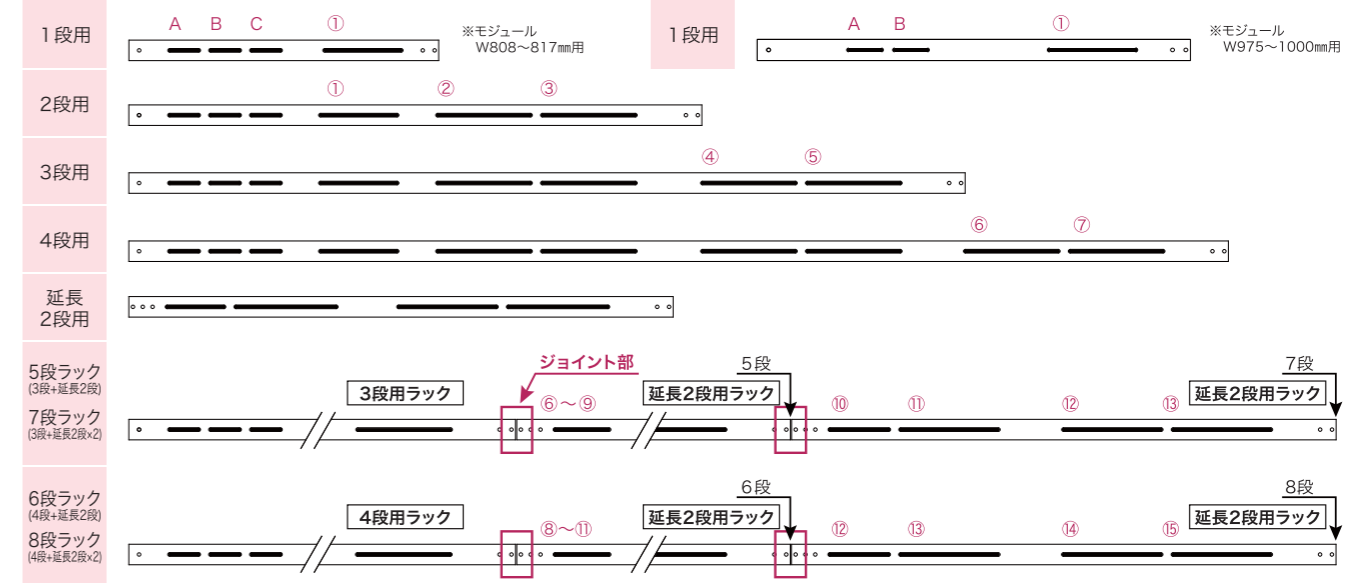 1段用
A B C ①
※モジュール
W808〜817㎜用
1段用
A B ①
※モジュール
W975〜1000㎜用
2段用
① ② ③
3段用
④ ⑤
4段用
⑥ ⑦
延長
2段用
5段ラック
(3段+延長2段)
7段ラック
(3段+延長2段×2)
3段用ラック
ジョイント部
⑥〜⑨
延長2段用ラック
5段
⑩ ⑪ ⑫ ⑬
延長2段用ラック
7段
6段ラック
(4段+延長2段)
8段ラック
(4段+延長2段×2)
4段用ラック
⑧〜⑪
延長2段用ラック
6段
⑫ ⑬ ⑭ ⑮
延長2段用ラック
8段